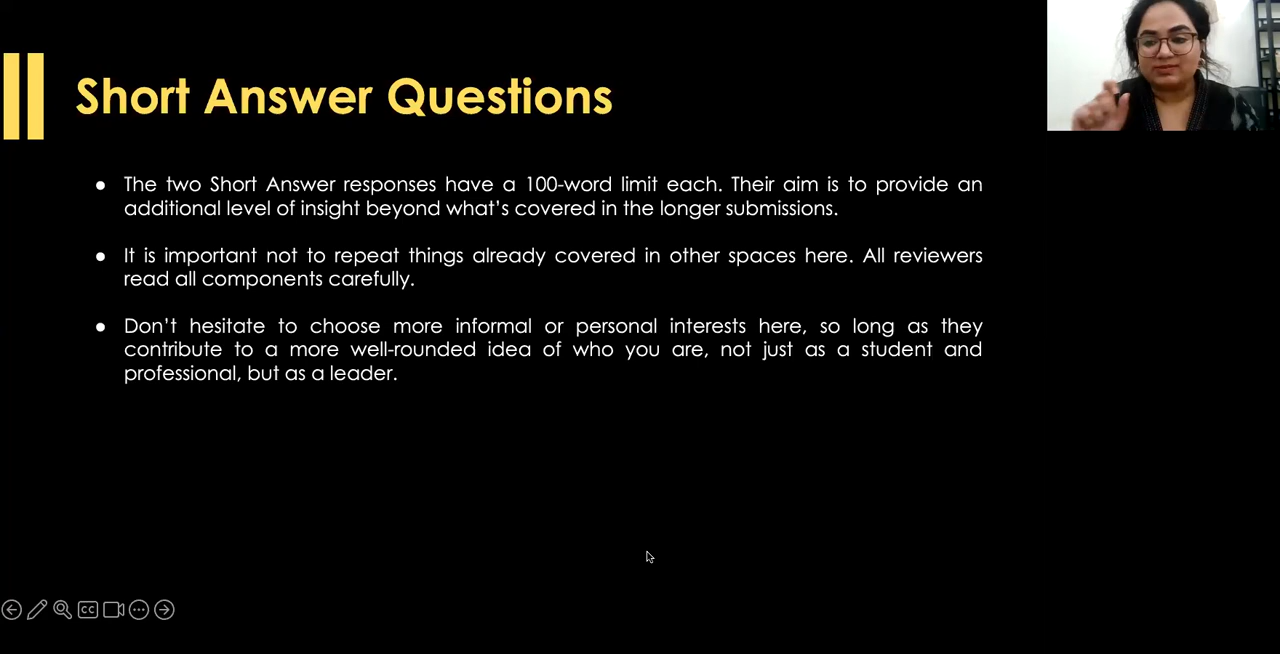 Short Answer Questions
● The two Short Answer responses have a 100-word limit each. Their aim is to provide an
additional level of insight beyond what's covered in the longer submissions.
● It is important not to repeat things already covered in other spaces here. All reviewers
read all components carefully.
● Don't hesitate to choose more informal or personal interests here, so long as they
contribute to a more well-rounded idea of who you are, not just as a student and
professional, but as a leader.
CC